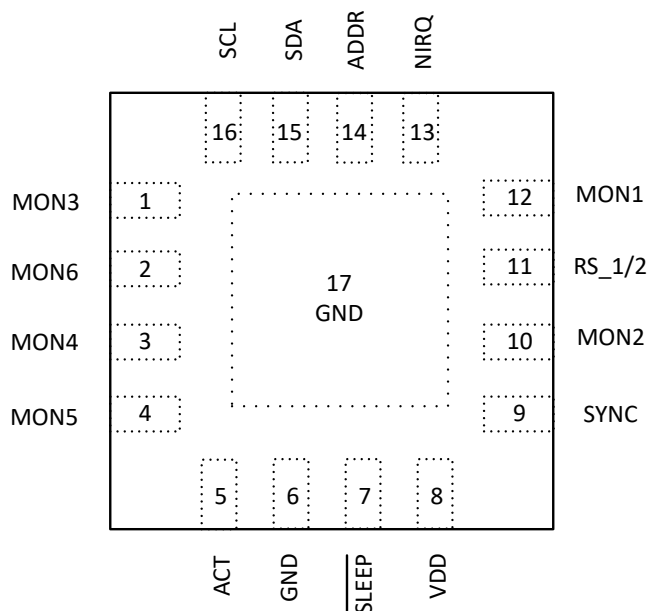 SCL SDA ADDR NIRQ
16 15 14 13
MON3 1 12 MON1
MON6 2 11 RS_1/2
17
GND
MON4 3 10 MON2
MON5 4 9 SYNC
5 6 7 8
ACT GND SLEEP VDD